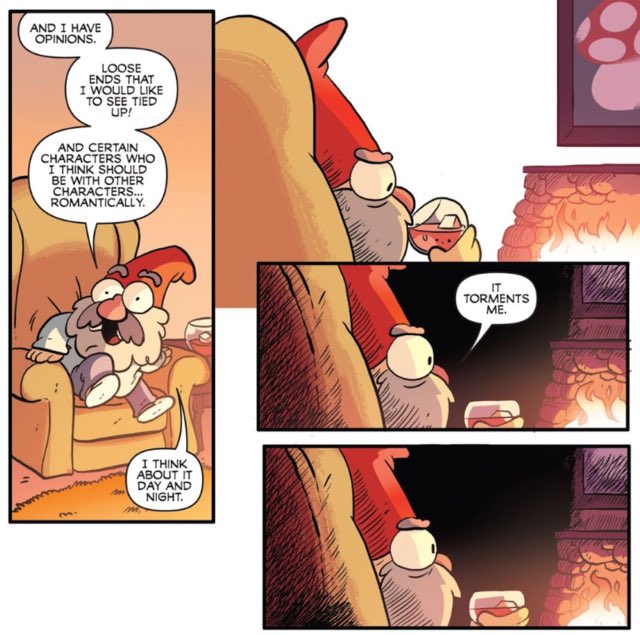 AND I HAVE
OPINIONS.
LOOSE
ENDS THAT
I WOULD LIKE
TO SEE TIED
UP!
AND CERTAIN
CHARACTERS WHO
I THINK SHOULD
BE WITH OTHER
CHARACTERS...
ROMANTICALLY.
I THINK
ABOUT IT
DAY AND
NIGHT.
IT
TORMENTS
ME.